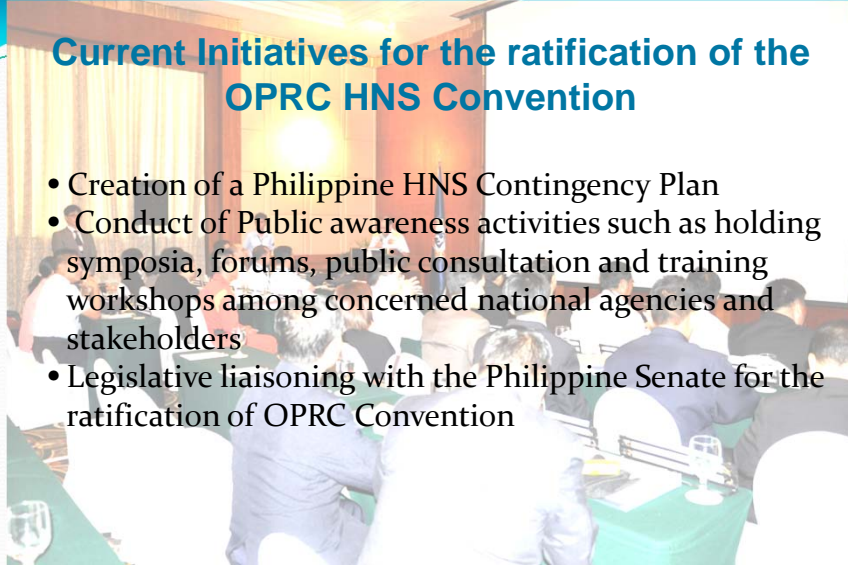 Current Initiatives for the ratification of the
OPRC HNS Convention
• Creation of a Philippine HNS Contingency Plan
• Conduct of Public awareness activities such as holding
symposia, forums, public consultation and training
workshops among concerned national agencies and
stakeholders
• Legislative liaisoning with the Philippine Senate for the
ratification of OPRC Convention